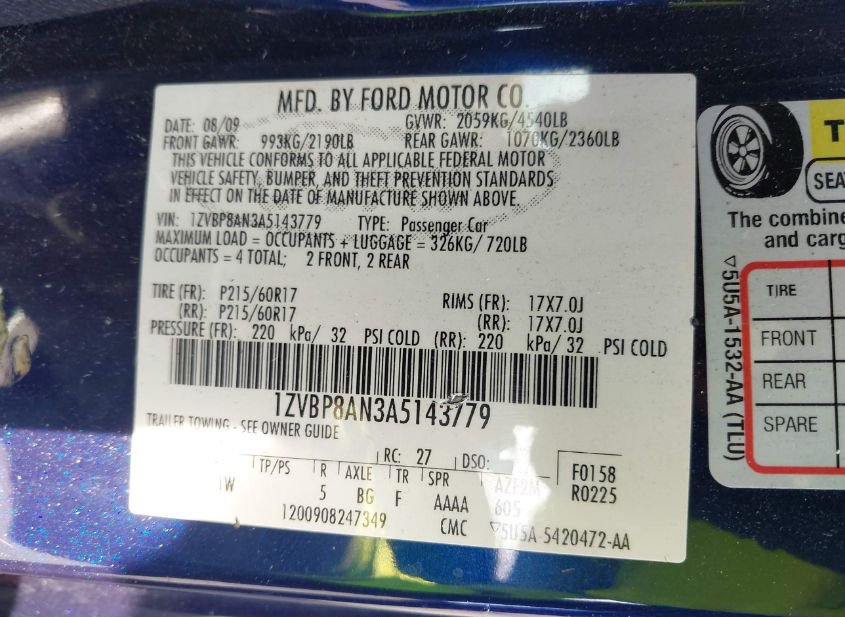 MFD. BY FORD MOTOR CO.
DATE: 08/09 GVWR: 2059KG/4540LB
FRONT GAWR: 993KG/2190LB REAR GAWR: 1070KG/2360LB
THIS VEHICLE CONFORMS TO ALL APPLICABLE FEDERAL MOTOR
VEHICLE SAFETY, BUMPER, AND THEFT PREVENTION STANDARDS
IN EFFECT ON THE DATE OF MANUFACTURE SHOWN ABOVE.
VIN: 1ZVBP8AN3A5143779 TYPE: Passenger Car
MAXIMUM LOAD = OCCUPANTS + LUGGAGE = 326KG/ 720LB
OCCUPANTS = 4 TOTAL; 2 FRONT, 2 REAR
TIRE (FR): P215/60R17 RIMS (FR): 17X7.0J
(RR): P215/60R17 (RR): 17X7.0J
PRESSURE (FR): 220 kPa/ 32 PSI COLD (RR): 220 kPa/ 32 PSI COLD
1ZVBP8AN3A5143779
TRAILER TOWING - SEE OWNER GUIDE
RC: 27 DSO:
TP/PS R AXLE TR SPR AZF2M F0158
W 5 BG F AAAA 605 R0225
1200908247349 CMC ▽5U5A-5420472-AA
T
SEA
The combine
and carg
TIRE
FRONT
REAR
SPARE
▽5U5A-1532-AA (TLU)